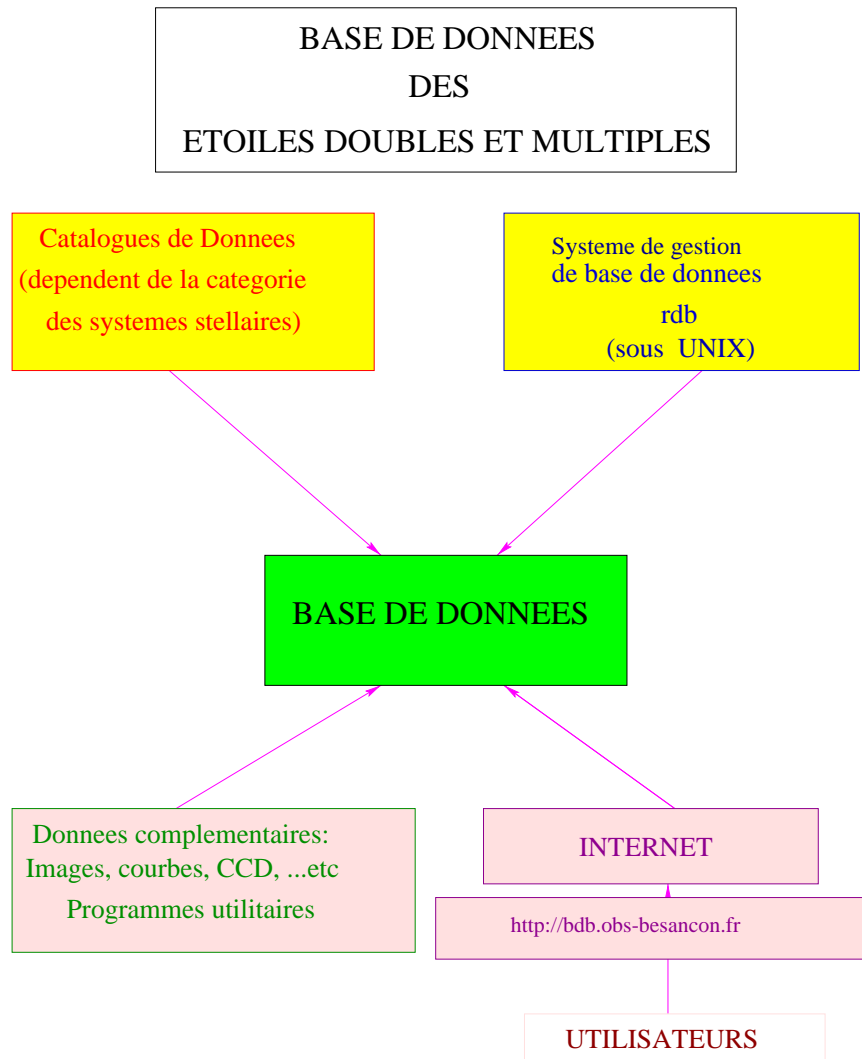 BASE DE DONNEES
DES
ETOILES DOUBLES ET MULTIPLES
Catalogues de Donnees
(dependent de la categorie
des systemes stellaires)
Systeme de gestion
de base de donnees
rdb
(sous UNIX)
BASE DE DONNEES
Donnees complementaires:
Images, courbes, CCD, ...etc
Programmes utilitaires
INTERNET
http://bdb.obs-besancon.fr
UTILISATEURS